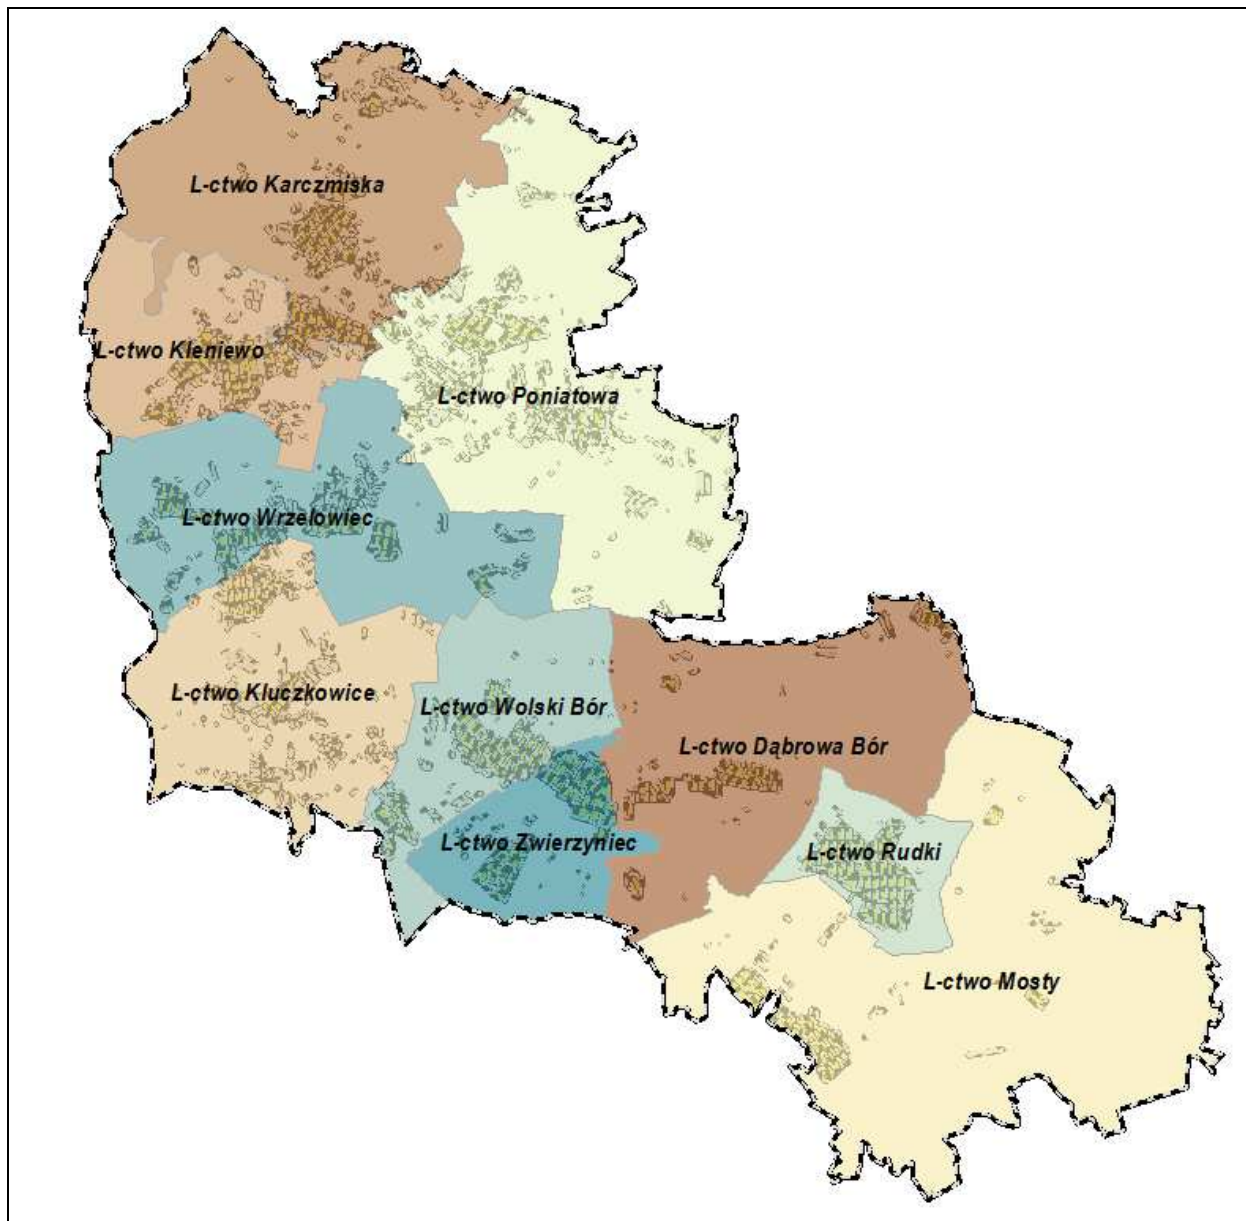 L-ctwo Karczmiska
L-ctwo Kleniewo
L-ctwo Poniatowa
L-ctwo Wrzelowiec
L-ctwo Kluczkowice
L-ctwo Wolski Bór
L-ctwo Dąbrowa Bór
L-ctwo Zwierzyniec
L-ctwo Rudki
L-ctwo Mosty